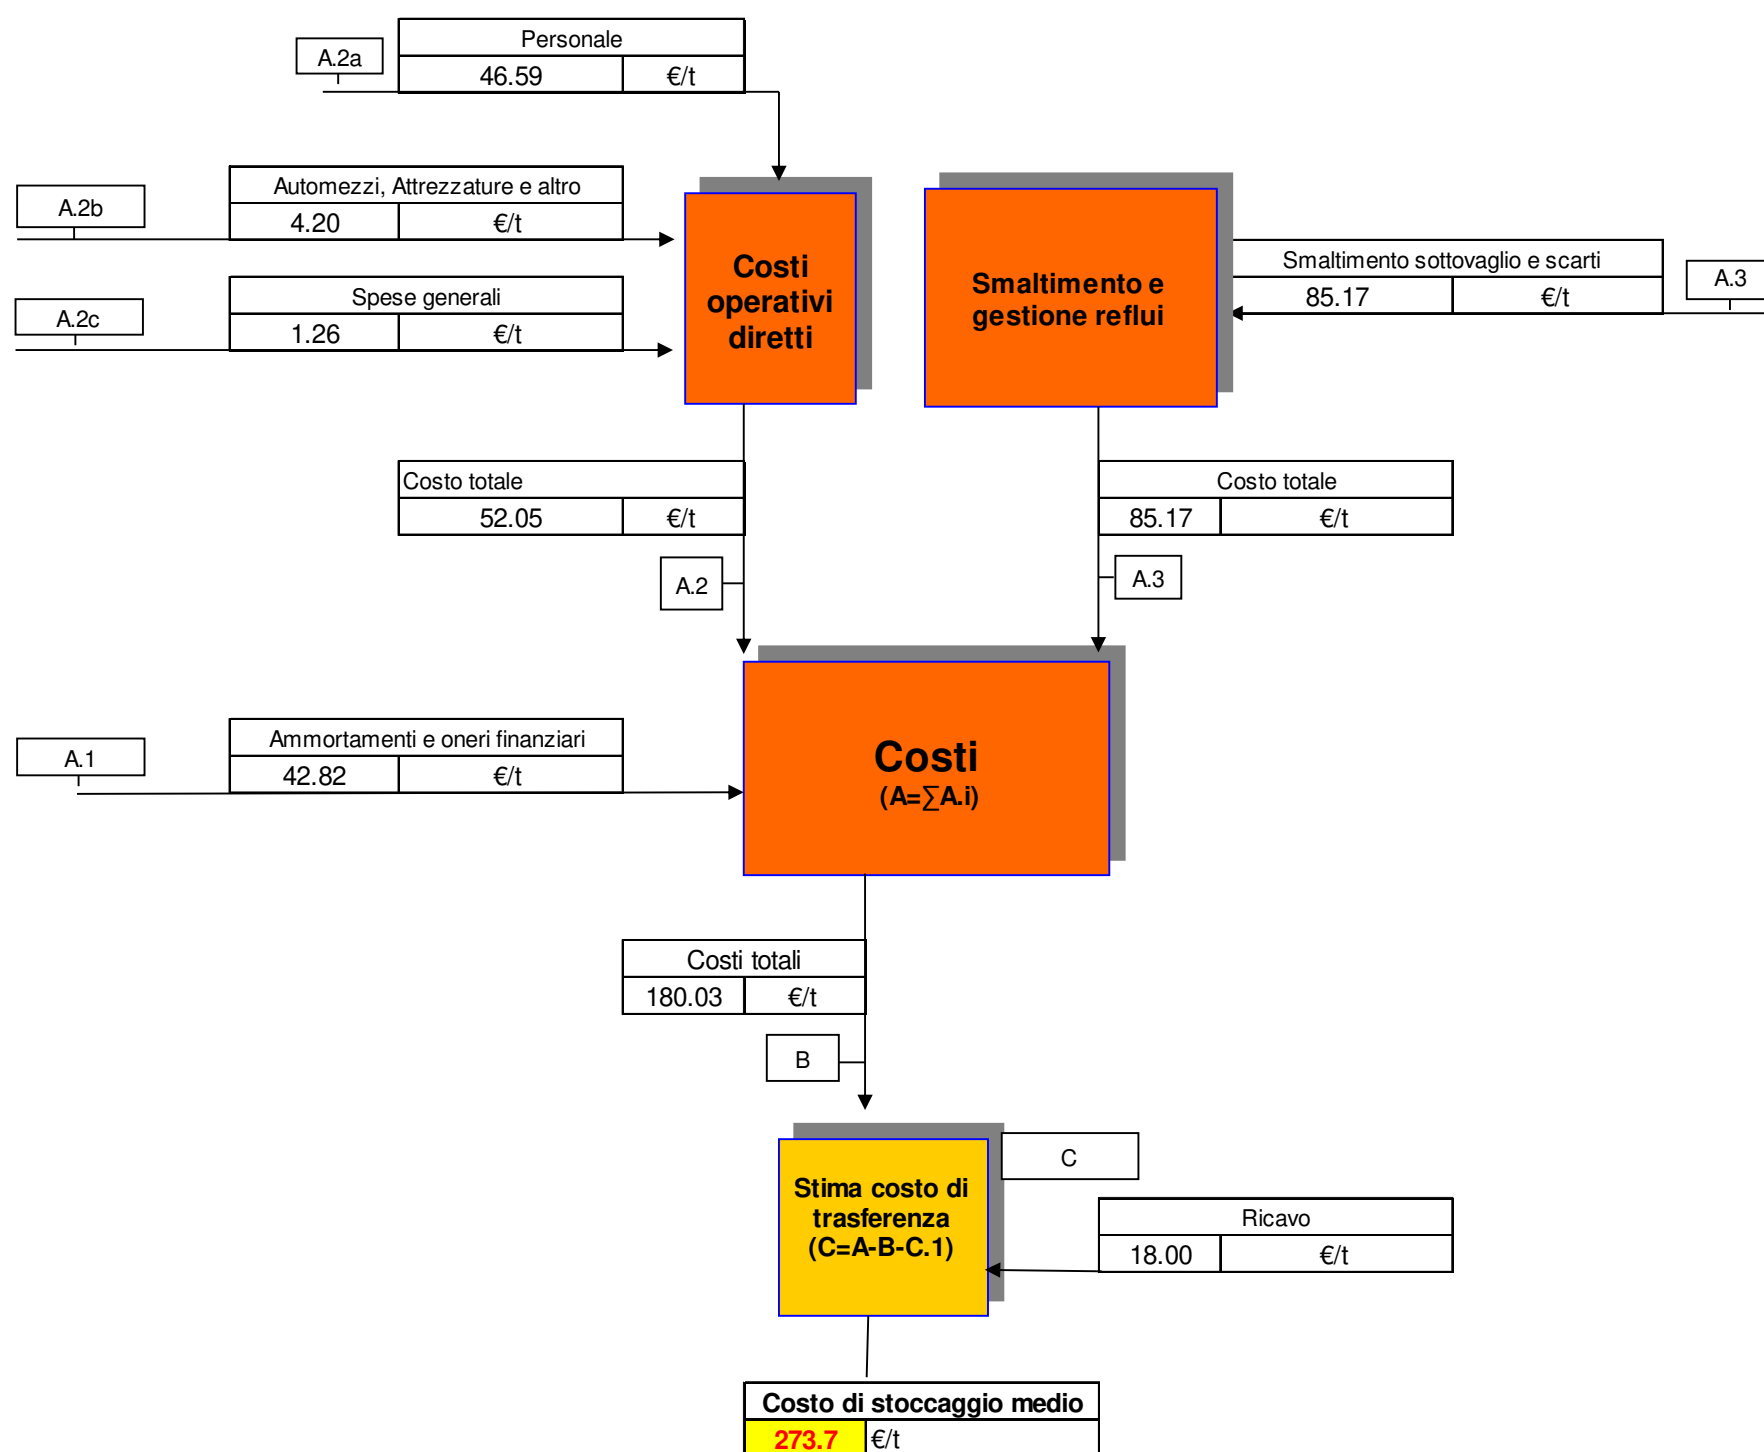 Personale
A.2a
46.59 €/t
Automezzi, Attrezzature e altro
A.2b
4.20 €/t
Spese generali
A.2c
1.26 €/t
Costi
operativi
diretti
Smaltimento e
gestione reflui
Smaltimento sottovaglio e scarti
85.17 €/t
A.3
Costo totale
52.05 €/t
Costo totale
85.17 €/t
A.2
A.3
Ammortamenti e oneri finanziari
A.1
42.82 €/t
Costi
(A=∑A.i)
Costi totali
180.03 €/t
B
C
Stima costo di
trasferenza
(C=A-B-C.1)
Ricavo
18.00 €/t
Costo di stoccaggio medio
273.7 €/t